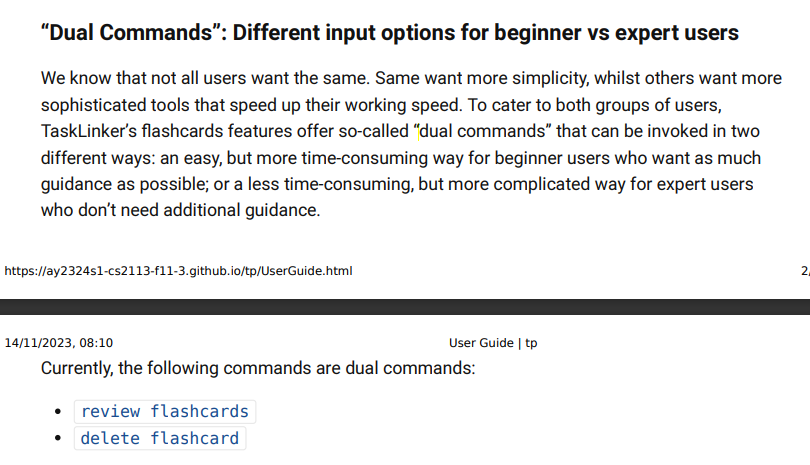 “Dual Commands”: Different input options for beginner vs expert users
We know that not all users want the same. Same want more simplicity, whilst others want more
sophisticated tools that speed up their working speed. To cater to both groups of users,
TaskLinker’s flashcards features offer so-called “dual commands” that can be invoked in two
different ways: an easy, but more time-consuming way for beginner users who want as much
guidance as possible; or a less time-consuming, but more complicated way for expert users
who don’t need additional guidance.
https://ay2324s1-cs2113-f11-3.github.io/tp/UserGuide.html 2/
14/11/2023, 08:10 User Guide | tp
Currently, the following commands are dual commands:
• review flashcards
• delete flashcard